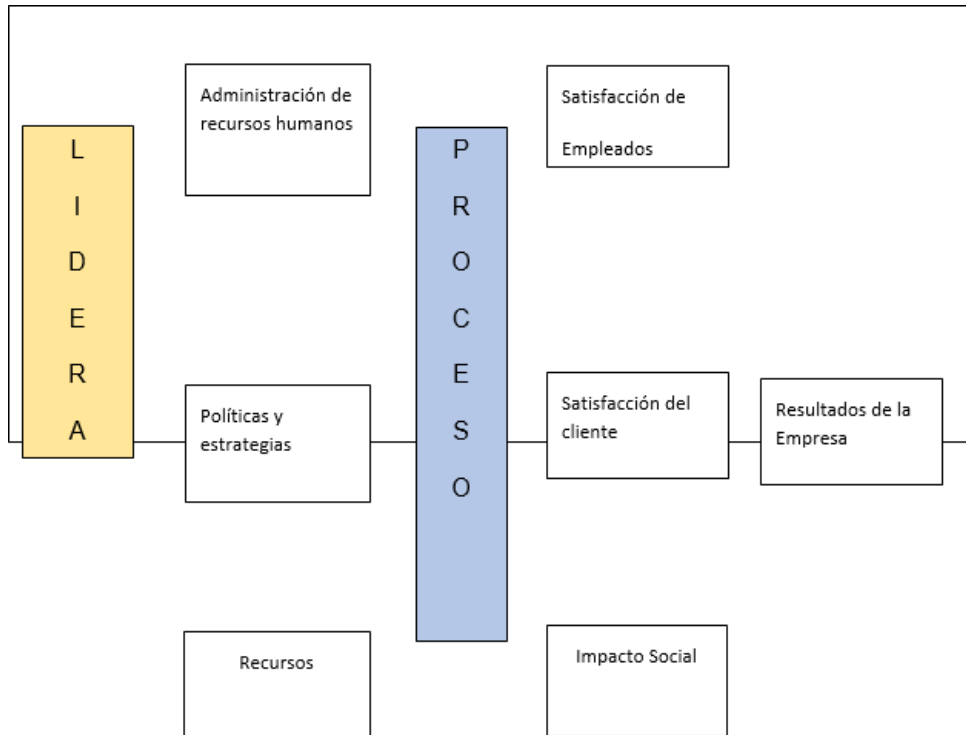 L
I
D
E
R
A
Administración de
recursos humanos
Políticas y
estrategias
Recursos
P
R
O
C
E
S
O
Satisfacción de
Empleados
Satisfacción del
cliente
Impacto Social
Resultados de la
Empresa